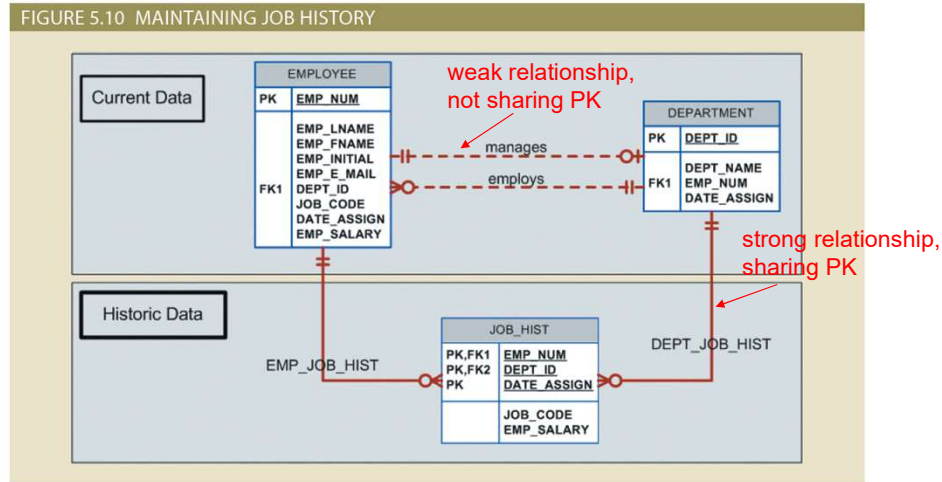 FIGURE 5.10 MAINTAINING JOB HISTORY
Current Data
EMPLOYEE
PK EMP_NUM
EMP_LNAME
EMP_FNAME
EMP_INITIAL
EMP_E_MAIL
FK1 DEPT_ID
JOB_CODE
DATE_ASSIGN
EMP_SALARY
weak relationship,
not sharing PK
manages
employs
DEPARTMENT
PK DEPT_ID
DEPT_NAME
FK1 EMP_NUM
DATE_ASSIGN
strong relationship,
sharing PK
Historic Data
EMP_JOB_HIST
JOB_HIST
PK,FK1 EMP_NUM
PK,FK2 DEPT_ID
PK DATE_ASSIGN
JOB_CODE
EMP_SALARY
DEPT_JOB_HIST